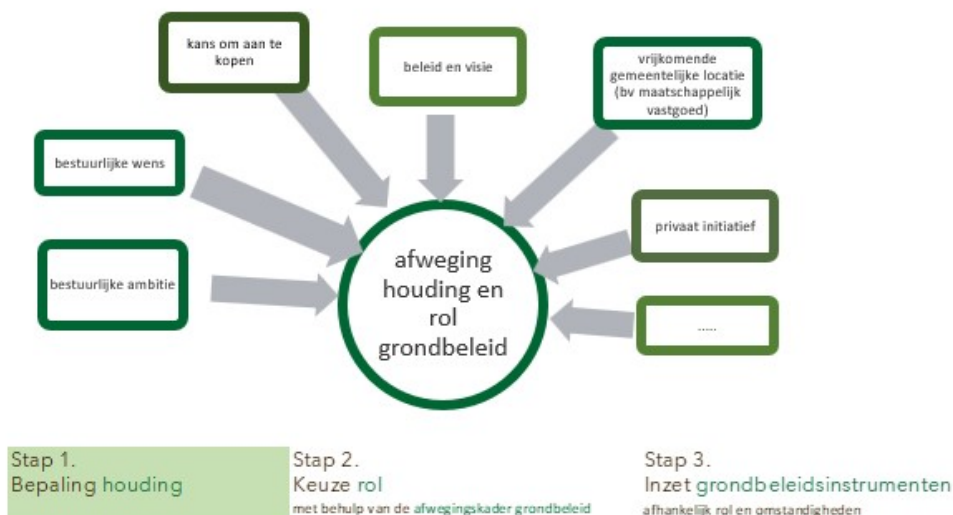 kans om aan te
kopen
beleid en visie
vrijkomende
gemeentelijke locatie
(bv maatschappelijk
vastgoed)
bestuurlijke wens
privaat initiatief
bestuurlijke ambitie
afweging
houding en
rol
grondbeleid
.....
Stap 1.
Bepaling houding
Stap 2.
Keuze rol
met behulp van de afwegingskader grondbeleid
Stap 3.
Inzet grondbeleidsinstrumenten
afhankelijk rol en omstandigheden